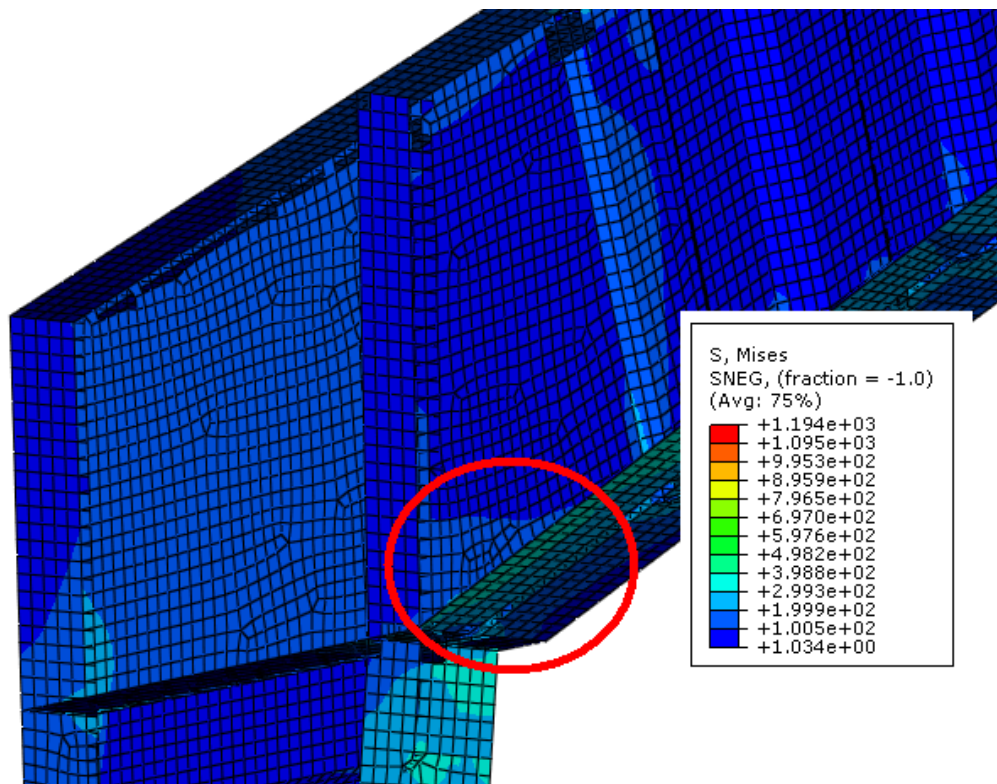 S, Mises
SNEG, (fraction = -1.0)
(Avg: 75%)
+1.194e+03
+1.095e+03
+9.953e+02
+8.959e+02
+7.965e+02
+6.970e+02
+5.976e+02
+4.982e+02
+3.988e+02
+2.993e+02
+1.999e+02
+1.005e+02
+1.034e+00